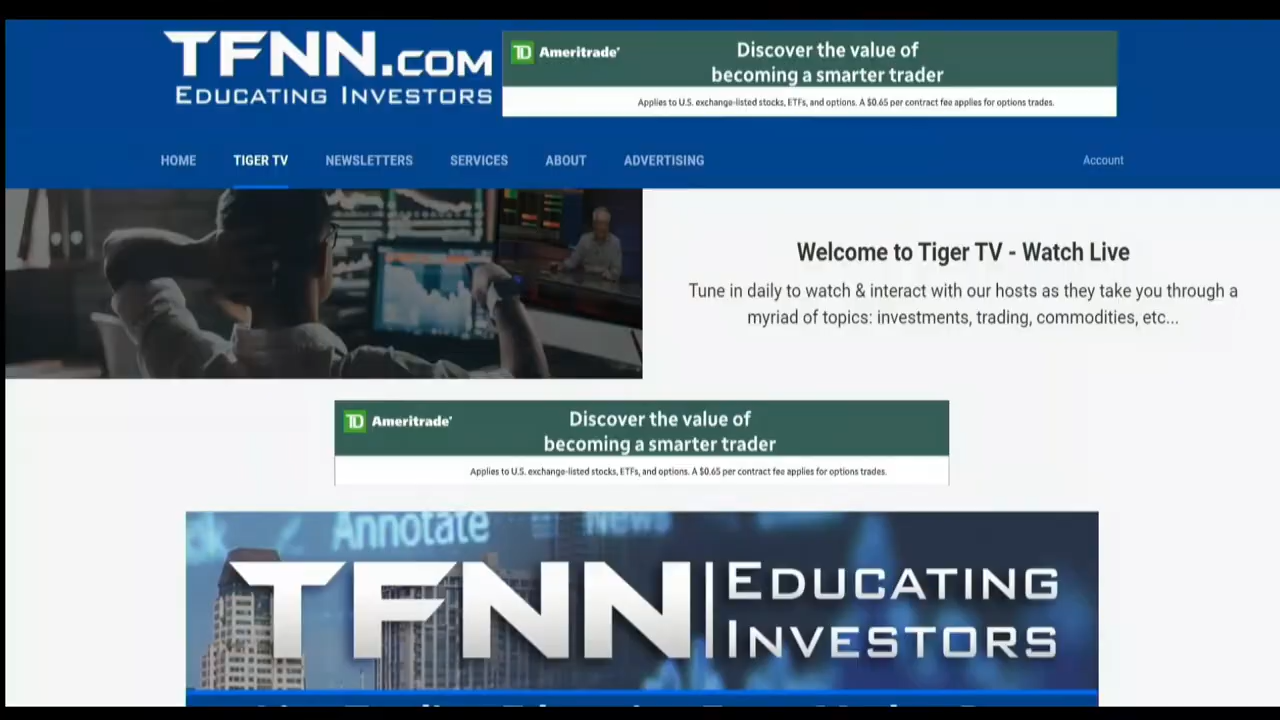 TFNN.COM
EDUCATING INVESTORS
TD Ameritrade
Discover the value of
becoming a smarter trader
Applies to U.S. exchange-listed stocks, ETFs, and options. A $0.65 per contract fee applies for options trades.
HOME TIGER TV NEWSLETTERS SERVICES ABOUT ADVERTISING Account
Welcome to Tiger TV - Watch Live
Tune in daily to watch & interact with our hosts as they take you through a
myriad of topics: investments, trading, commodities, etc...
TD Ameritrade
Discover the value of
becoming a smarter trader
Applies to U.S. exchange-listed stocks, ETFs, and options. A $0.65 per contract fee applies for options trades.
Annotate News
TFNN EDUCATING
INVESTORS